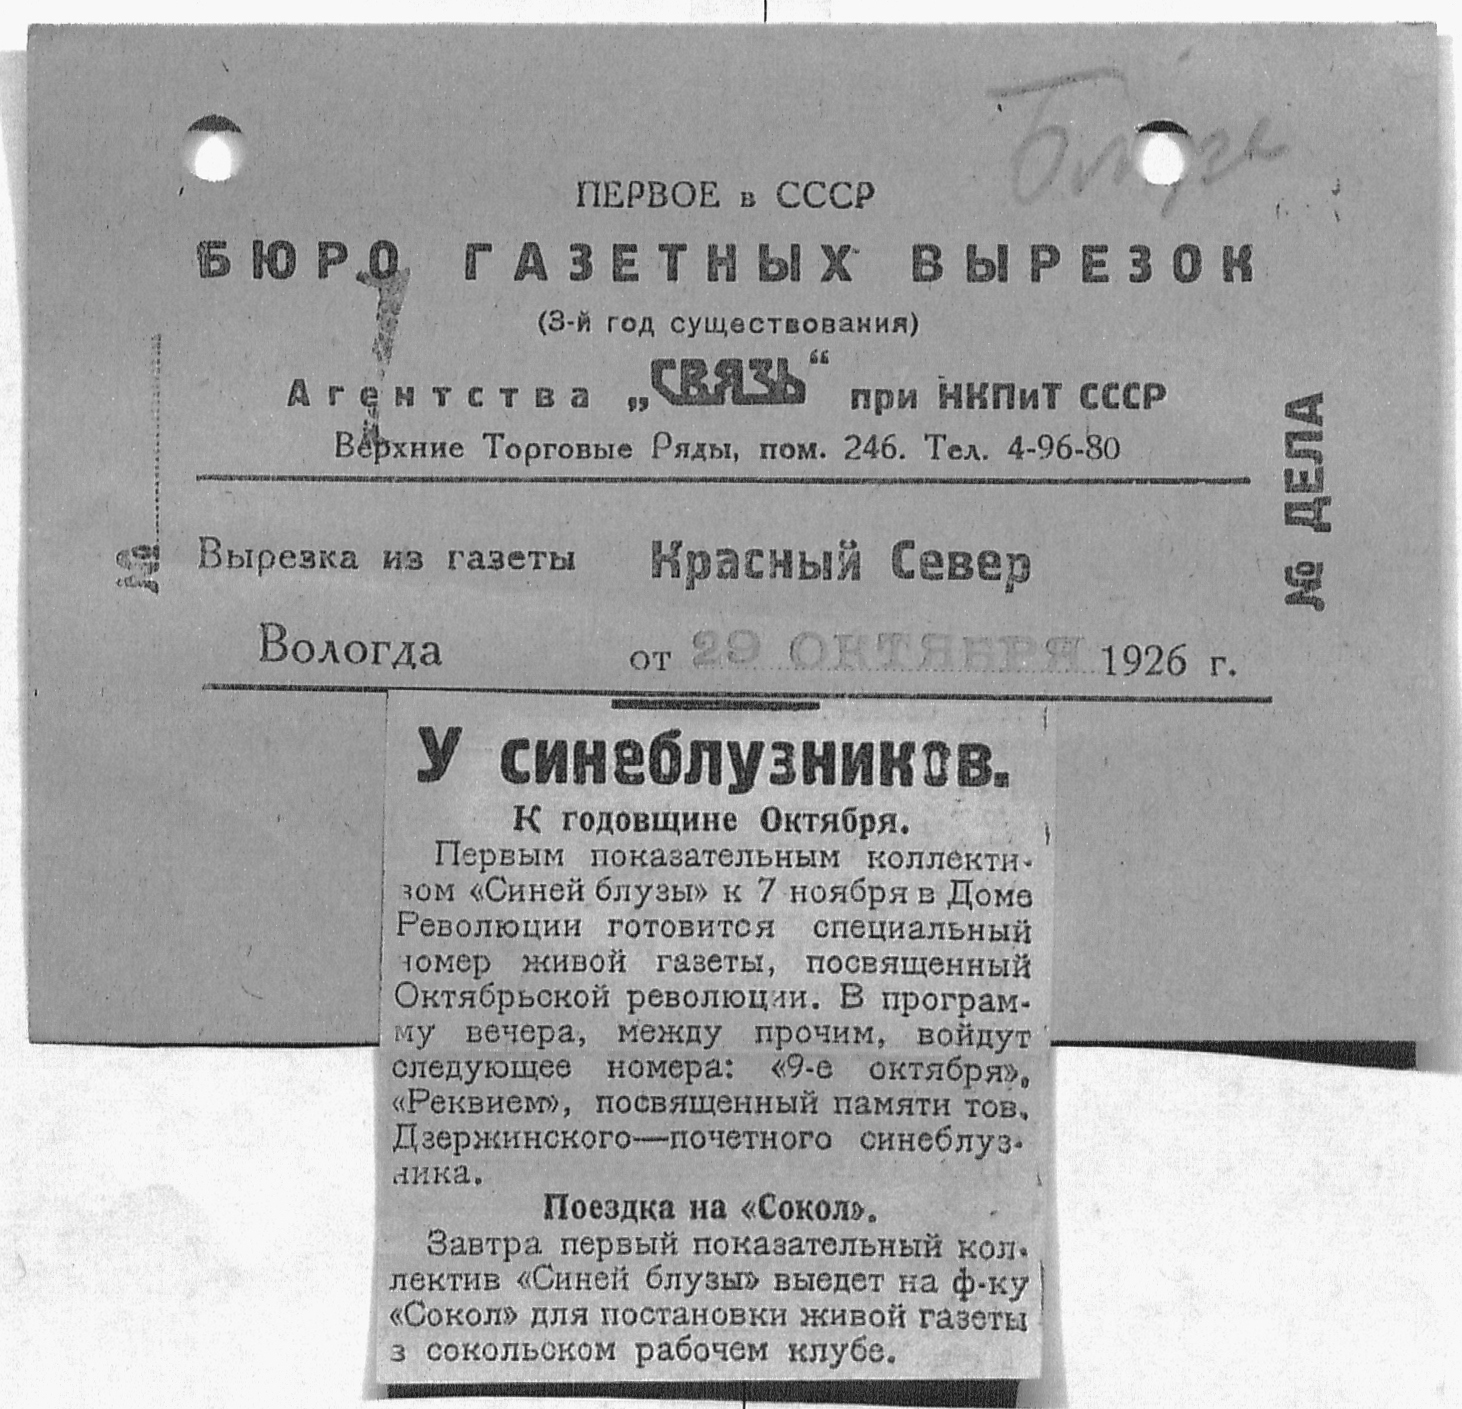 Блузы
ПЕРВОЕ в СССР
БЮРО ГАЗЕТНЫХ ВЫРЕЗОК
(3-й год существования)
Агентства „СВЯЗЬ“ при НКПиТ СССР
Верхние Торговые Ряды, пом. 246. Тел. 4-96-80
№
№ ДЕЛА
Вырезка из газеты Красный Север
Вологда от 29 ОКТЯБРЯ 1926 г.
У синеблузников.
К годовщине Октября.
Первым показательным коллекти-
вом «Синей блузы» к 7 ноября в Доме
Революции готовится специальный
номер живой газеты, посвященный
Октябрьской революции. В програм-
му вечера, между прочим, войдут
следующее номера: «9-е октября»,
«Реквием», посвященный памяти тов.
Дзержинского—почетного синеблуз-
ника.
Поездка на «Сокол».
Завтра первый показательный кол-
лектив «Синей блузы» выедет на ф-ку
«Сокол» для постановки живой газеты
в сокольском рабочем клубе.